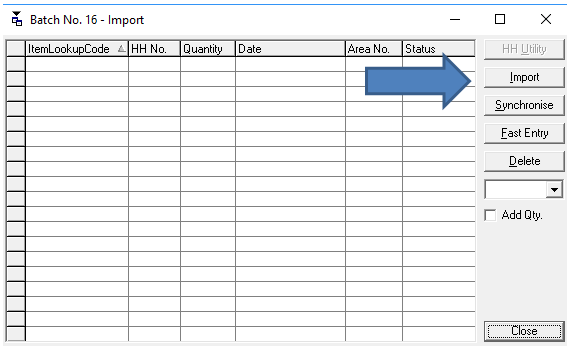 Batch No. 16 - Import
ItemLookupCode HH No. Quantity Date Area No. Status
HH Utility
Import
Synchronise
Fast Entry
Delete
Add Qty.
Close